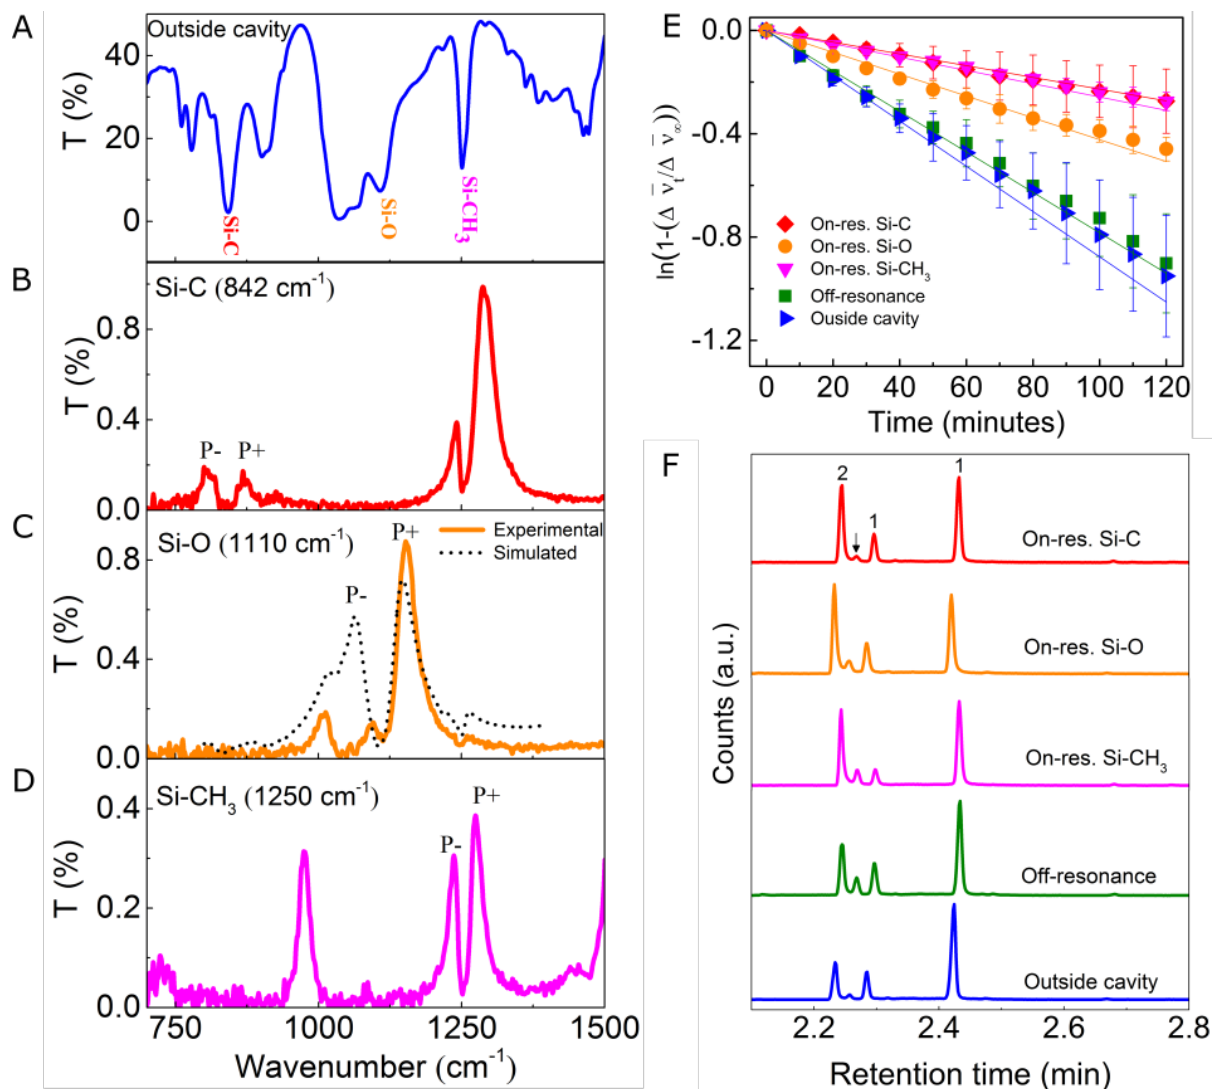 A
Outside cavity
T (%)
40
20
0
Si-C
Si-O
Si-CH3
B
Si-C (842 cm-1)
T (%)
0.8
0.4
0.0
P-
P+
C
Si-O (1110 cm-1)
P+
Experimental
Simulated
P-
T (%)
0.8
0.4
0.0
D
Si-CH3 (1250 cm-1)
P+
P-
T (%)
0.4
0.2
0.0
750
1000
1250
1500
Wavenumber (cm-1)
E
ln(1-(Δ ν̅t/Δ ν̅∞))
0.0
-0.4
-0.8
-1.2
On-res. Si-C
On-res. Si-O
On-res. Si-CH3
Off-resonance
Ouside cavity
0
20
40
60
80
100
120
Time (minutes)
F
Counts (a.u.)
2
1
1
On-res. Si-C
On-res. Si-O
On-res. Si-CH3
Off-resonance
Outside cavity
2.2
2.4
2.6
2.8
Retention time (min)